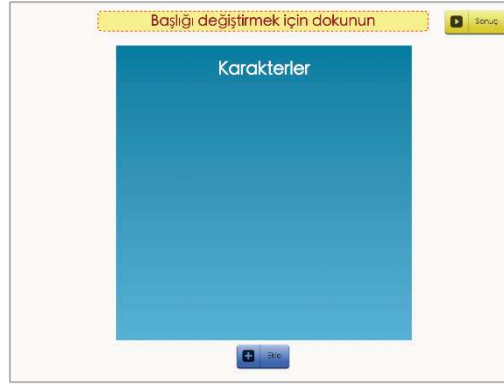 Başlığı değiştirmek için dokunun
Sonuç
Karakterler
Ekle